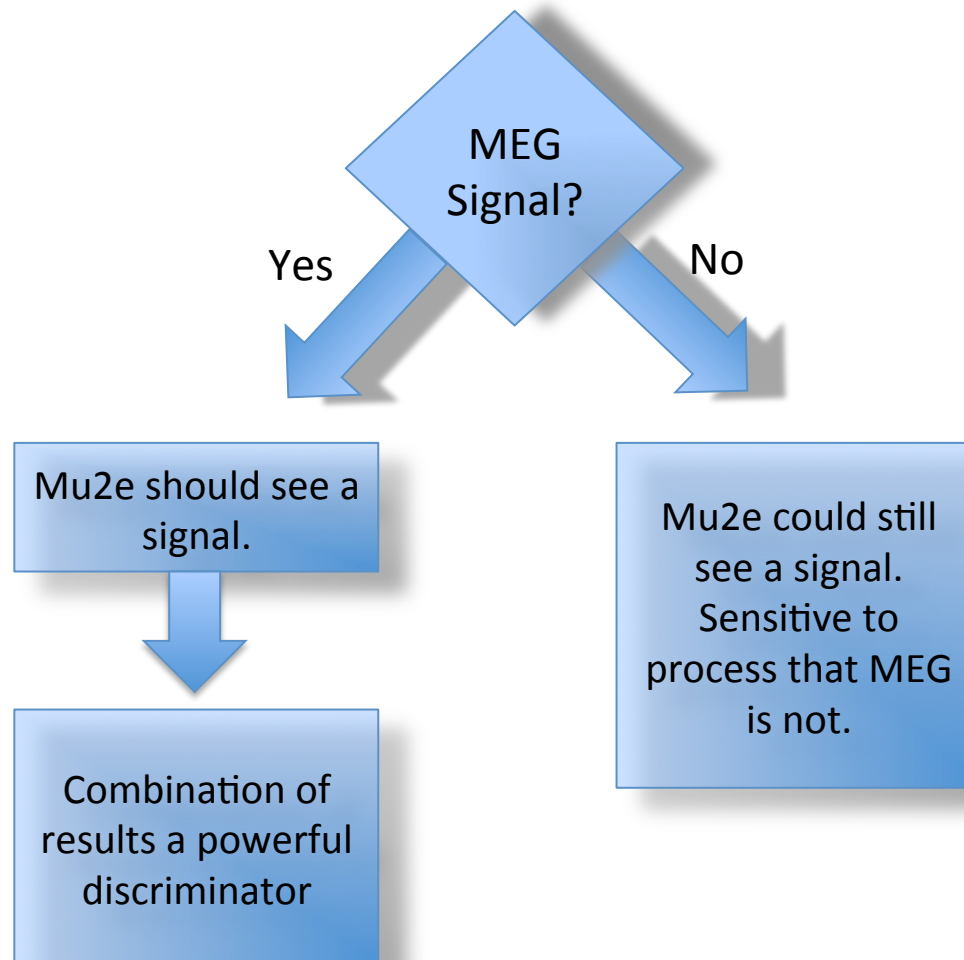 MEG
Signal?
Yes
No
Mu2e should see a
signal.
Mu2e could still
see a signal.
Sensitive to
process that MEG
is not.
Combination of
results a powerful
discriminator